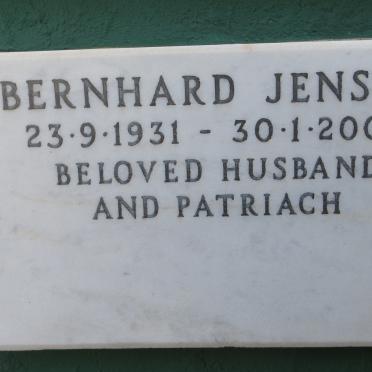 BERNHARD JENS
23·9·1931 - 30·1·200
BELOVED HUSBAND
AND PATRIACH